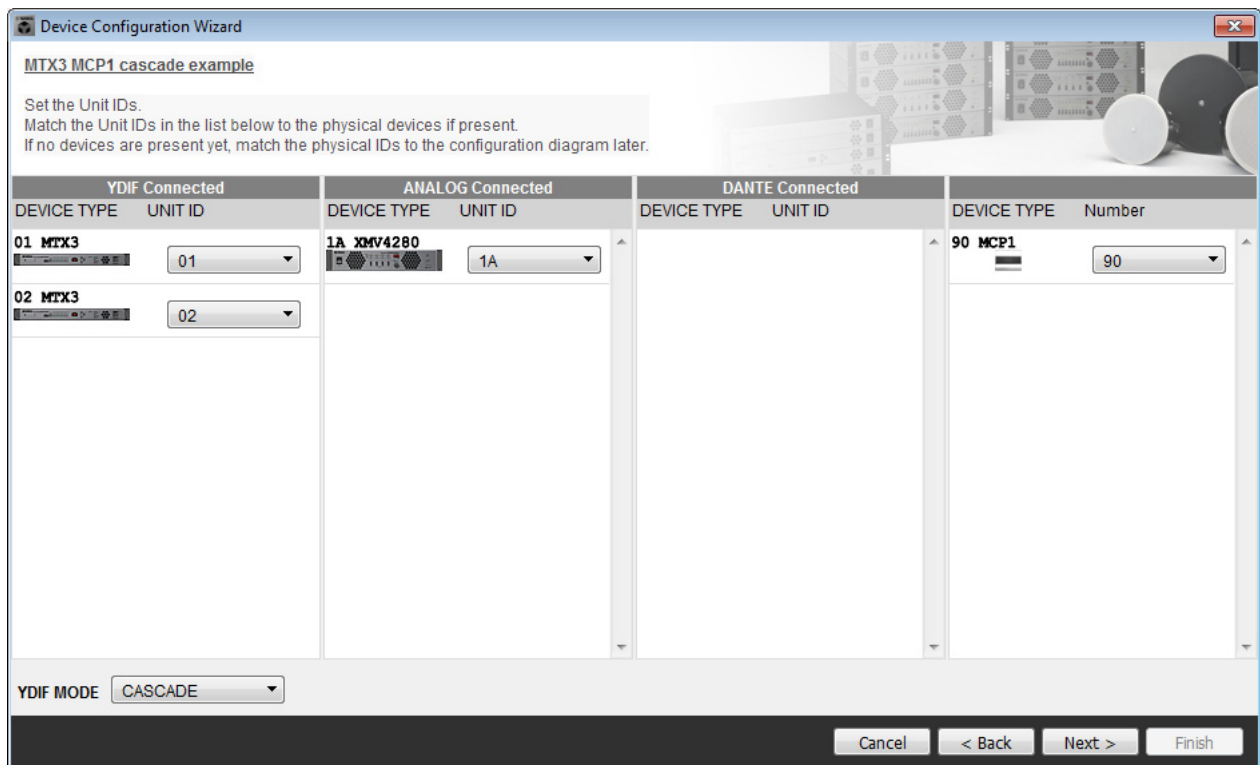 Device Configuration Wizard
MTX3 MCP1 cascade example
Set the Unit IDs.
Match the Unit IDs in the list below to the physical devices if present.
If no devices are present yet, match the physical IDs to the configuration diagram later.
YDIF Connected
DEVICE TYPE UNIT ID
01 MTX3
01
02 MTX3
02
ANALOG Connected
DEVICE TYPE UNIT ID
1A XMV4280
1A
DANTE Connected
DEVICE TYPE UNIT ID
DEVICE TYPE Number
90 MCP1
90
YDIF MODE CASCADE
Cancel < Back Next > Finish